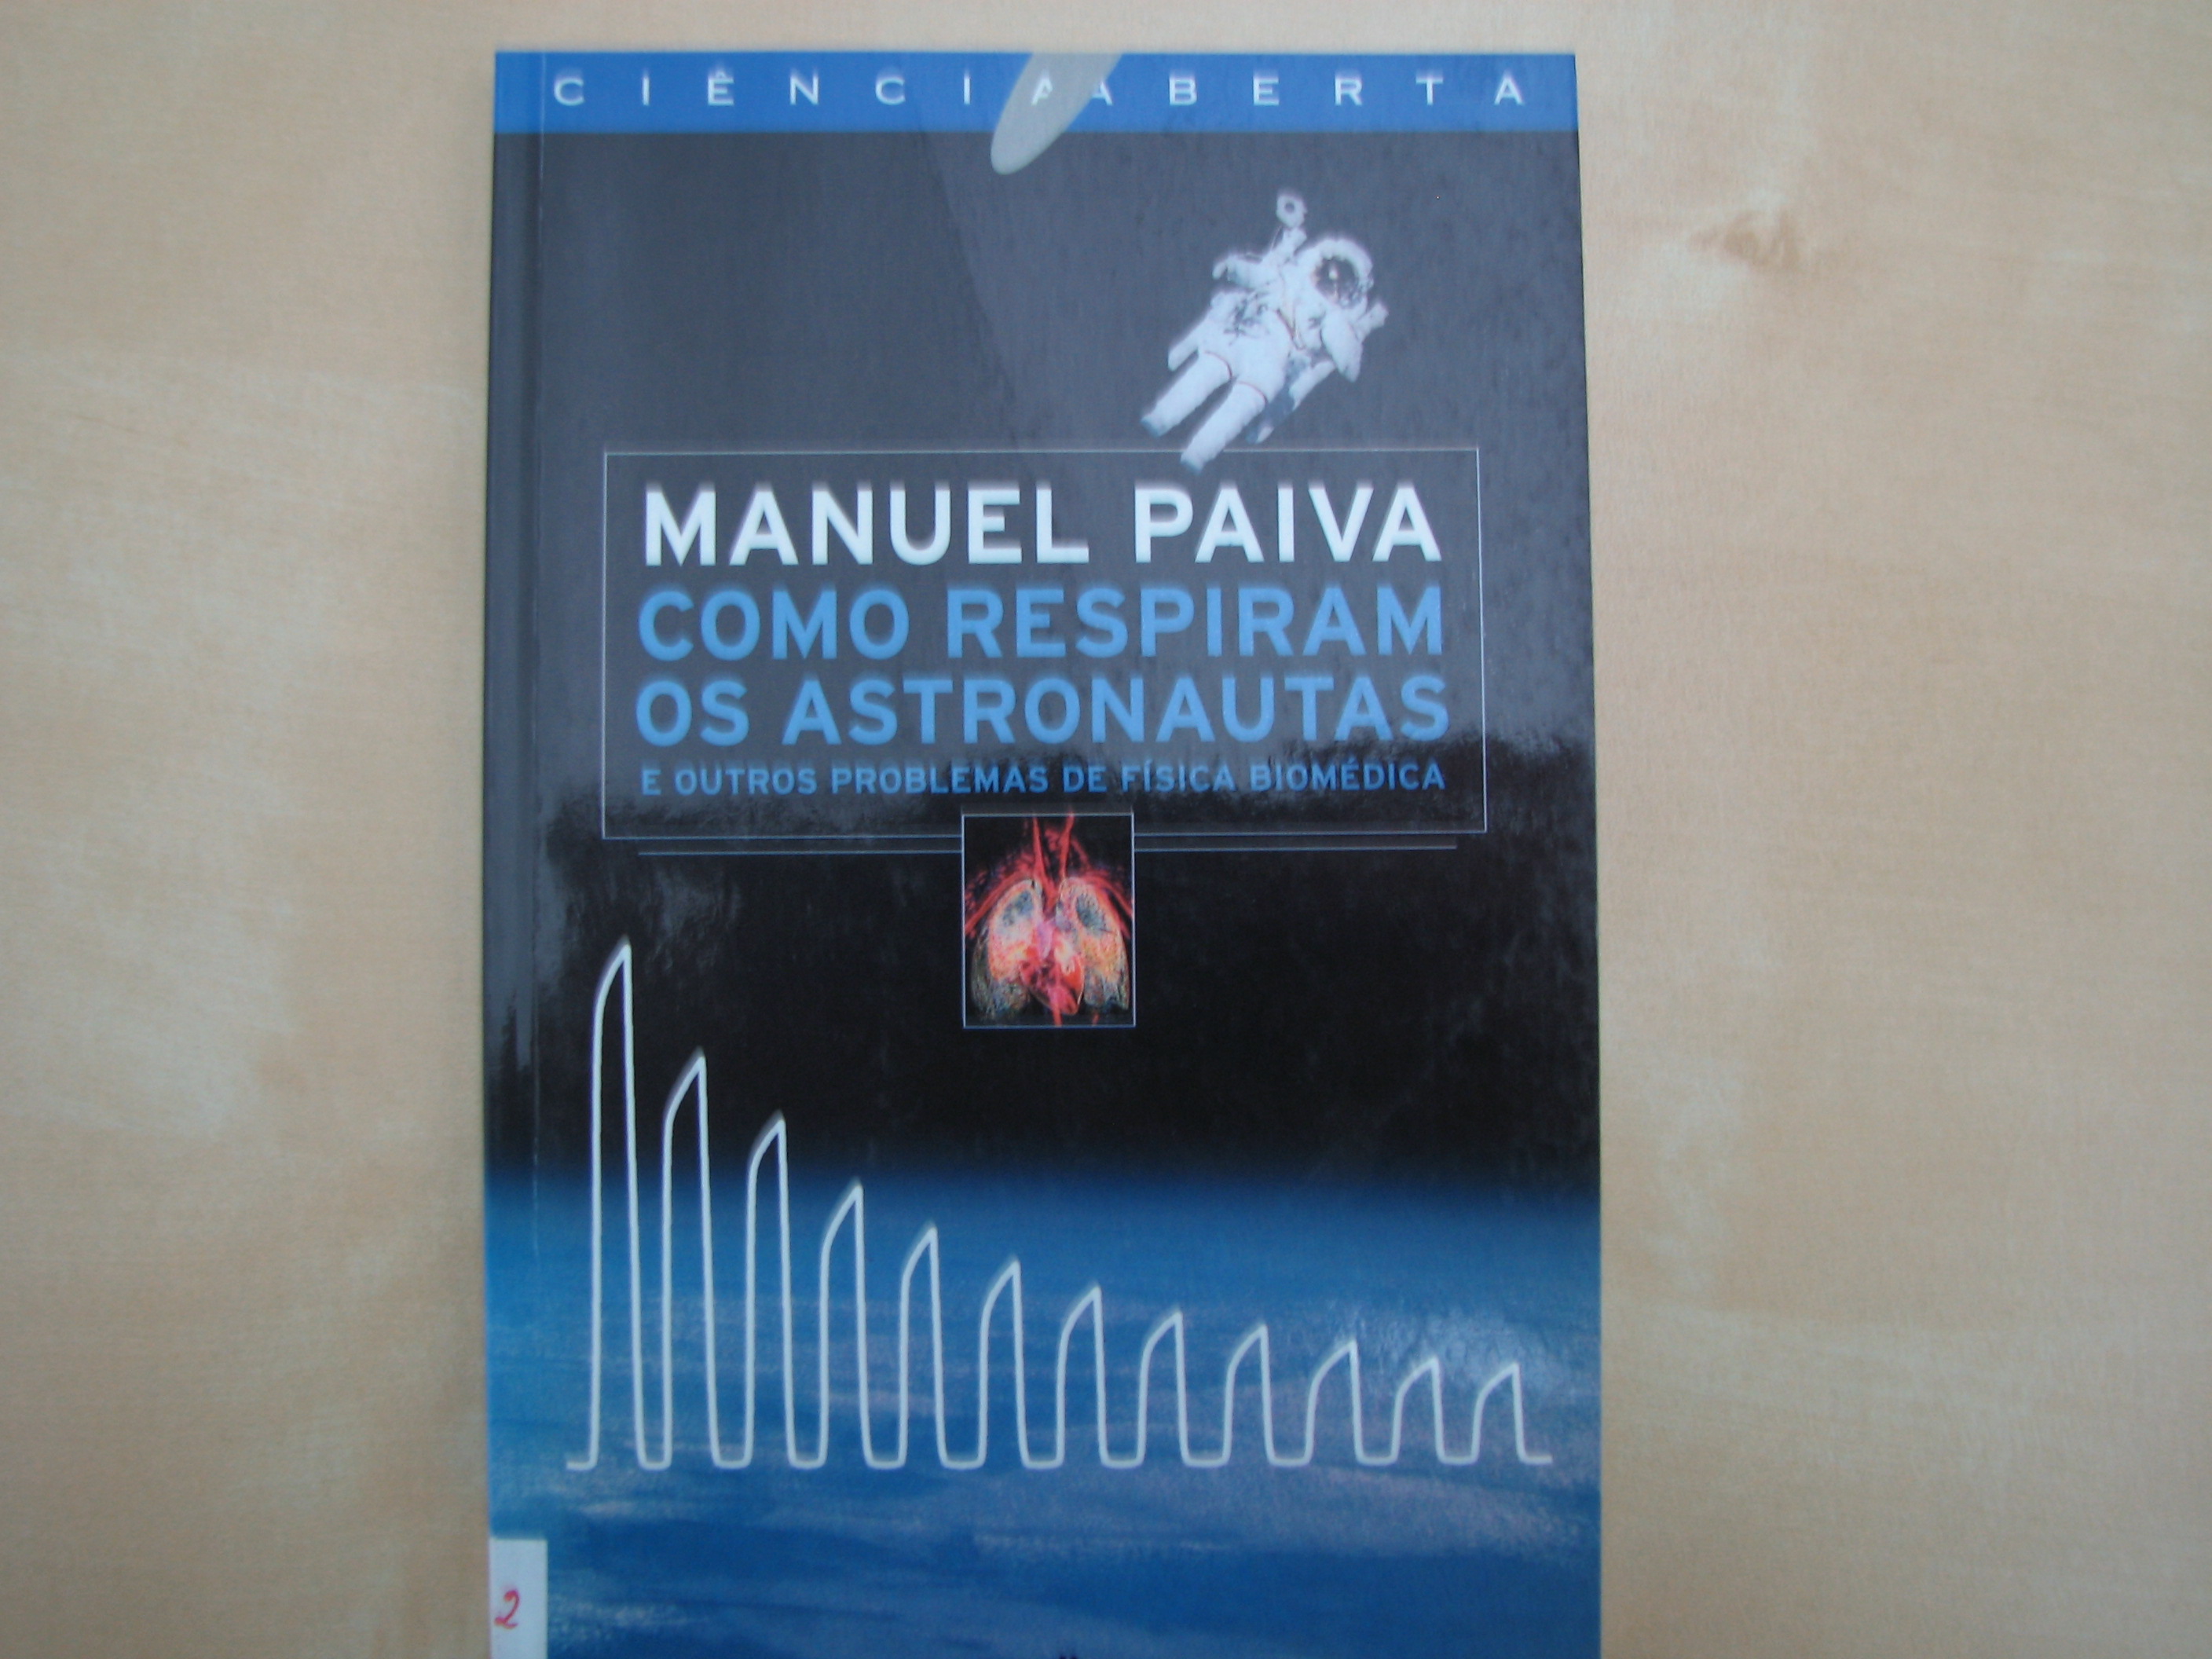 CIÊNCIA ABERTA
MANUEL PAIVA
COMO RESPIRAM
OS ASTRONAUTAS
E OUTROS PROBLEMAS DE FÍSICA BIOMÉDICA
2